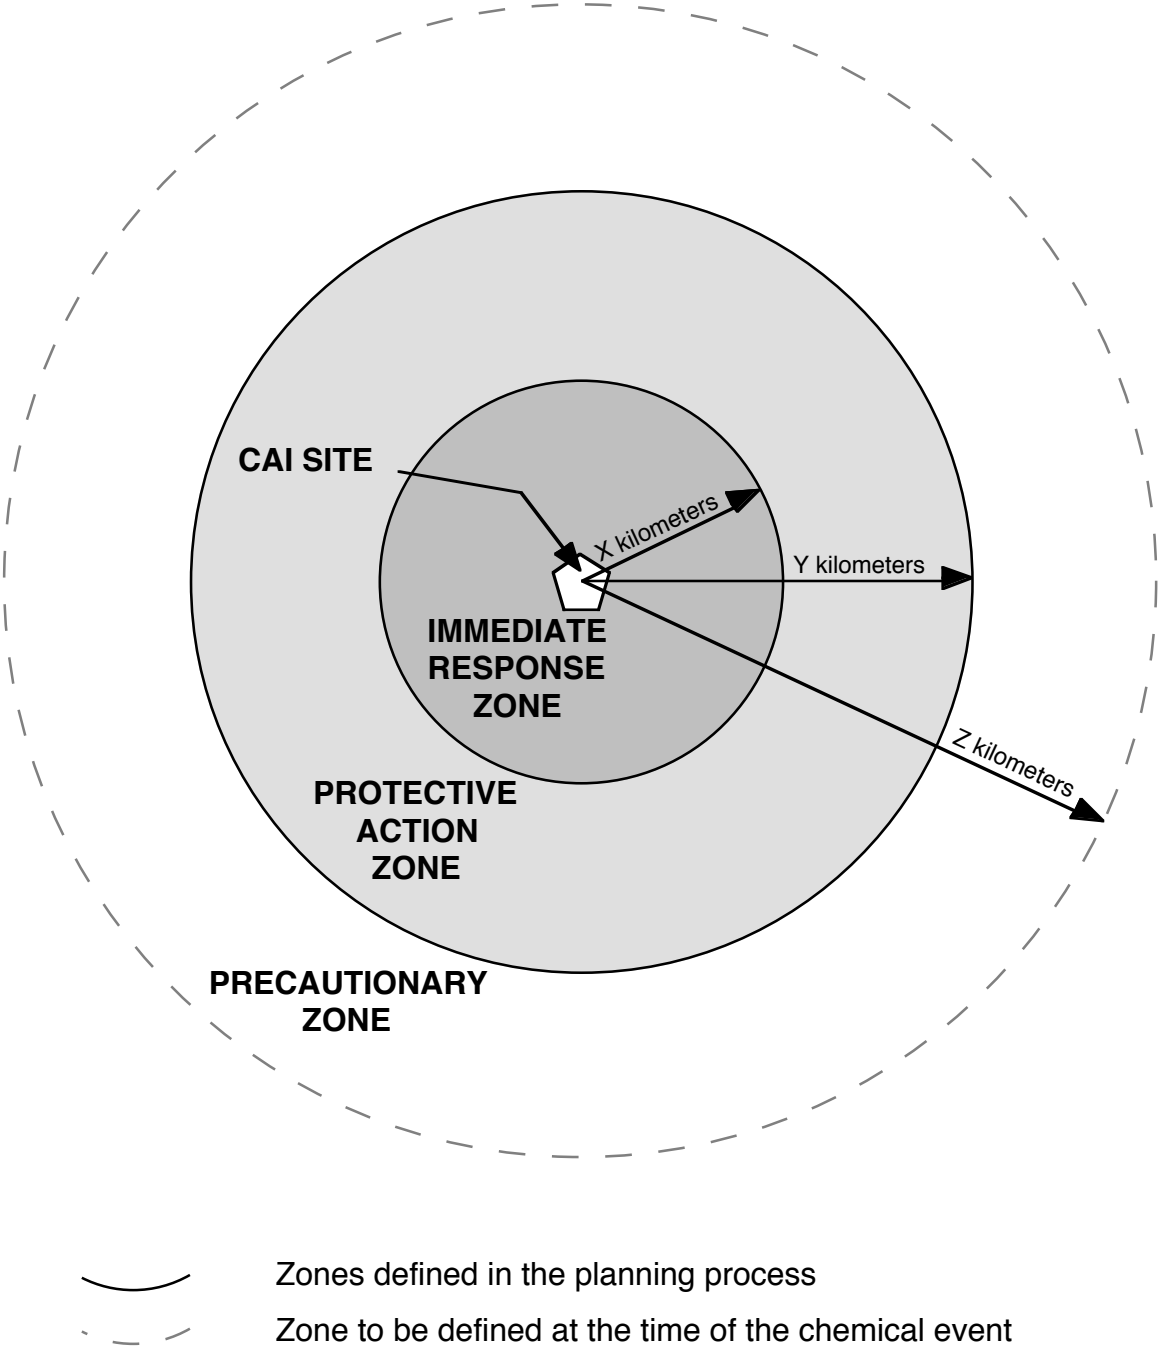 CAI SITE
X kilometers
Y kilometers
IMMEDIATE
RESPONSE
ZONE
Z kilometers
PROTECTIVE
ACTION
ZONE
PRECAUTIONARY
ZONE
Zones defined in the planning process
Zone to be defined at the time of the chemical event